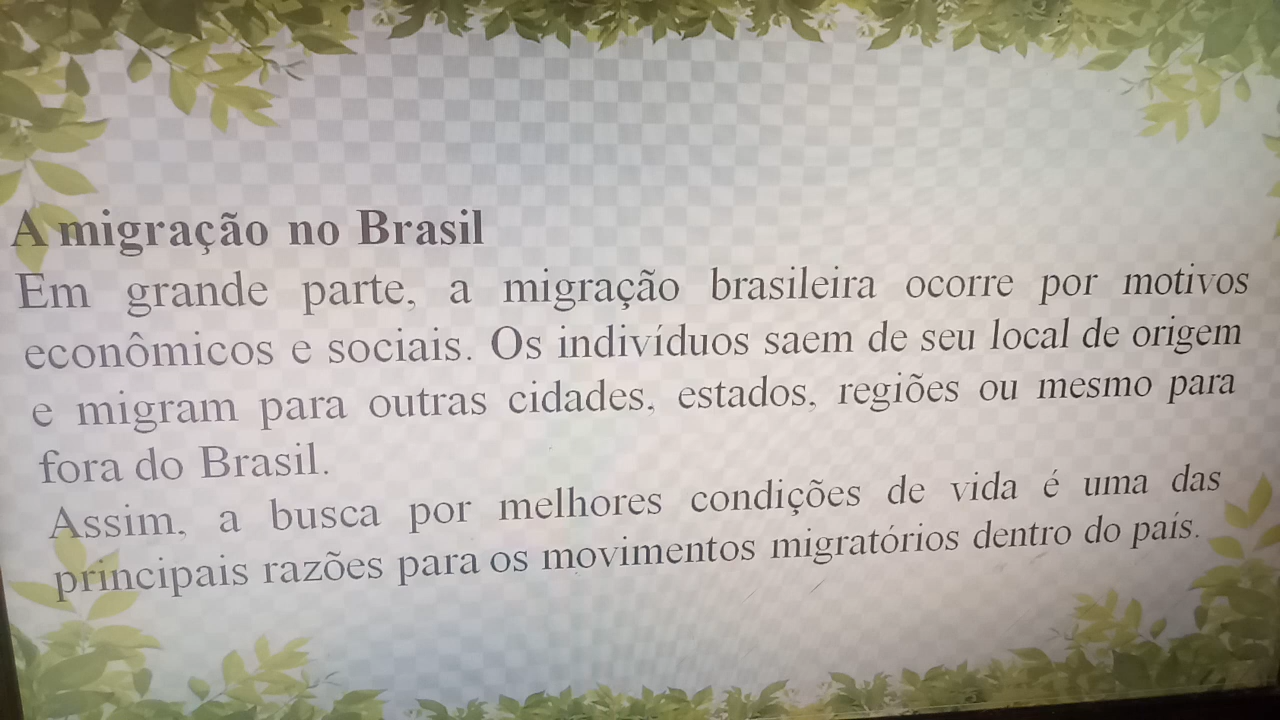 A migração no Brasil
Em grande parte, a migração brasileira ocorre por motivos
econômicos e sociais. Os indivíduos saem de seu local de origem
e migram para outras cidades, estados, regiões ou mesmo para
fora do Brasil.
Assim, a busca por melhores condições de vida é uma das
principais razões para os movimentos migratórios dentro do país.